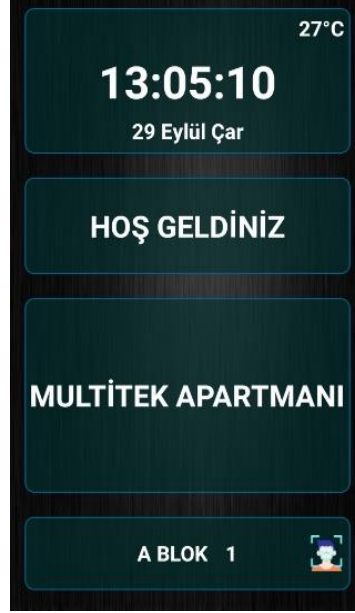 27°C
13:05:10
29 Eylül Çar
HOŞ GELDİNİZ
MULTİTEK APARTMANI
A BLOK 1